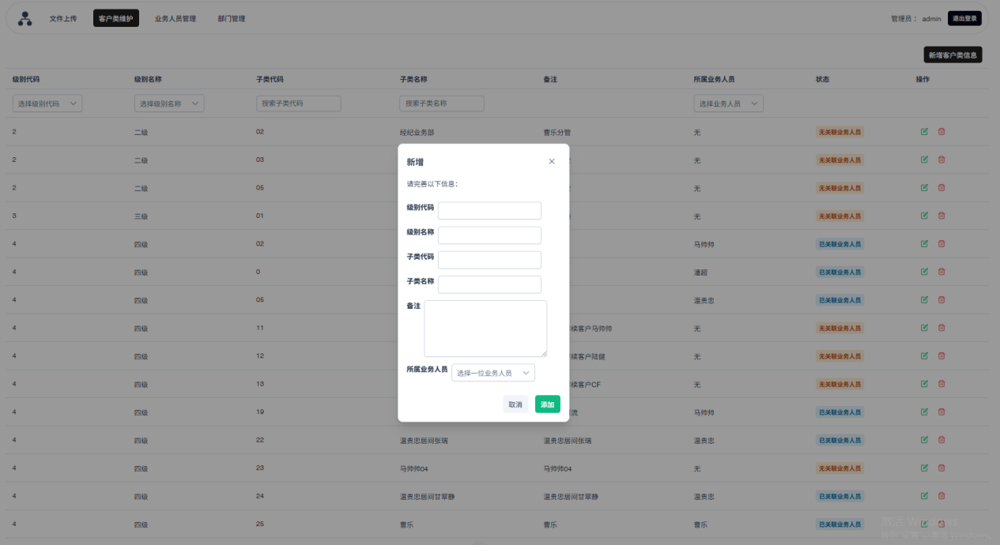 文件上传 客户类维护 业务人员管理 部门管理 管理员： admin 退出登录
新增客户类信息
级别代码 级别名称 子类代码 子类名称 备注 所属业务人员 状态 操作
选择级别代码 选择级别名称 搜索子类代码 搜索子类名称 选择业务人员
2 二级 02 经纪业务部 曹乐分管 无 无关联业务人员
2 二级 03 无 无关联业务人员
2 二级 05 无 无关联业务人员
3 三级 01 无 无关联业务人员
4 四级 02 马帅帅 已关联业务人员
4 四级 0 潘超 已关联业务人员
4 四级 05 温贵忠 已关联业务人员
4 四级 11 续客户马帅帅 无 无关联业务人员
4 四级 12 续客户陆健 无 无关联业务人员
4 四级 13 续客户CF 无 无关联业务人员
4 四级 19 流 马帅帅 已关联业务人员
4 四级 22 温贵忠居间张瑞 温贵忠居间张瑞 温贵忠 已关联业务人员
4 四级 23 马帅帅04 马帅帅04 无 无关联业务人员
4 四级 24 温贵忠居间甘翠静 温贵忠居间甘翠静 温贵忠 已关联业务人员
4 四级 25 曹乐 曹乐 曹乐 已关联业务人员
新增
请完善以下信息：
级别代码
级别名称
子类代码
子类名称
备注
所属业务人员 选择一位业务人员
取消 添加
激活 Windows